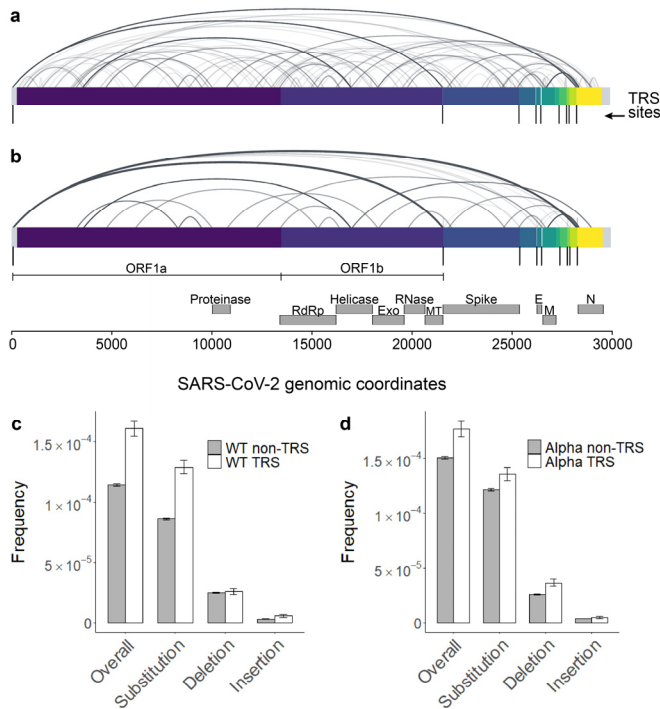 a
TRS
sites
b
ORF1a
ORF1b
Proteinase
Helicase
RNase
Spike
E
N
RdRp
Exo
MT
M
0
5000
10000
15000
20000
25000
30000
SARS-CoV-2 genomic coordinates
c
WT non-TRS
WT TRS
1.5×10⁻⁴
1×10⁻⁴
5×10⁻⁵
0
Frequency
Overall
Substitution
Deletion
Insertion
d
Alpha non-TRS
Alpha TRS
1.5×10⁻⁴
1×10⁻⁴
5×10⁻⁵
0
Frequency
Overall
Substitution
Deletion
Insertion